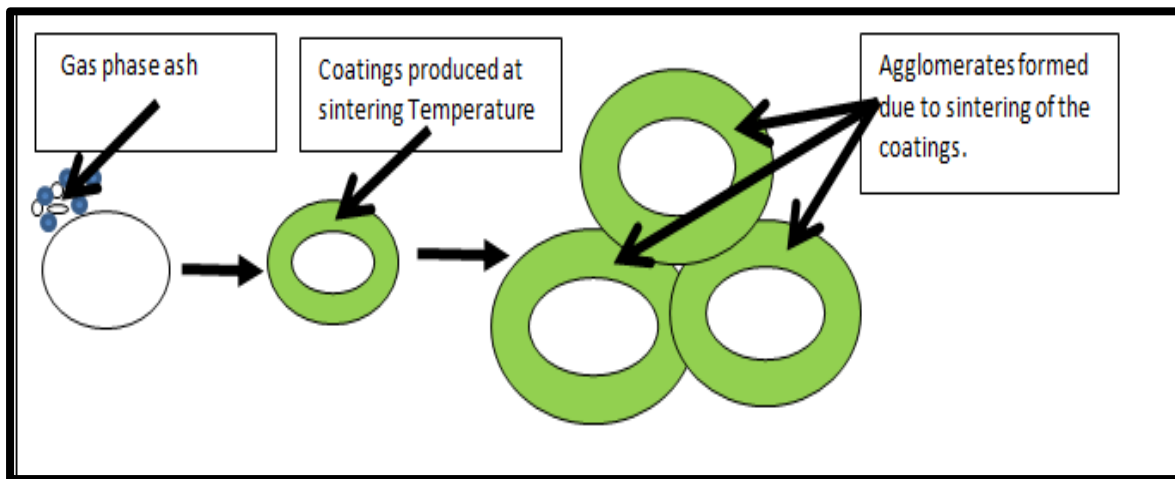 Gas phase ash
Coatings produced at
sintering Temperature
Agglomerates formed
due to sintering of the
coatings.